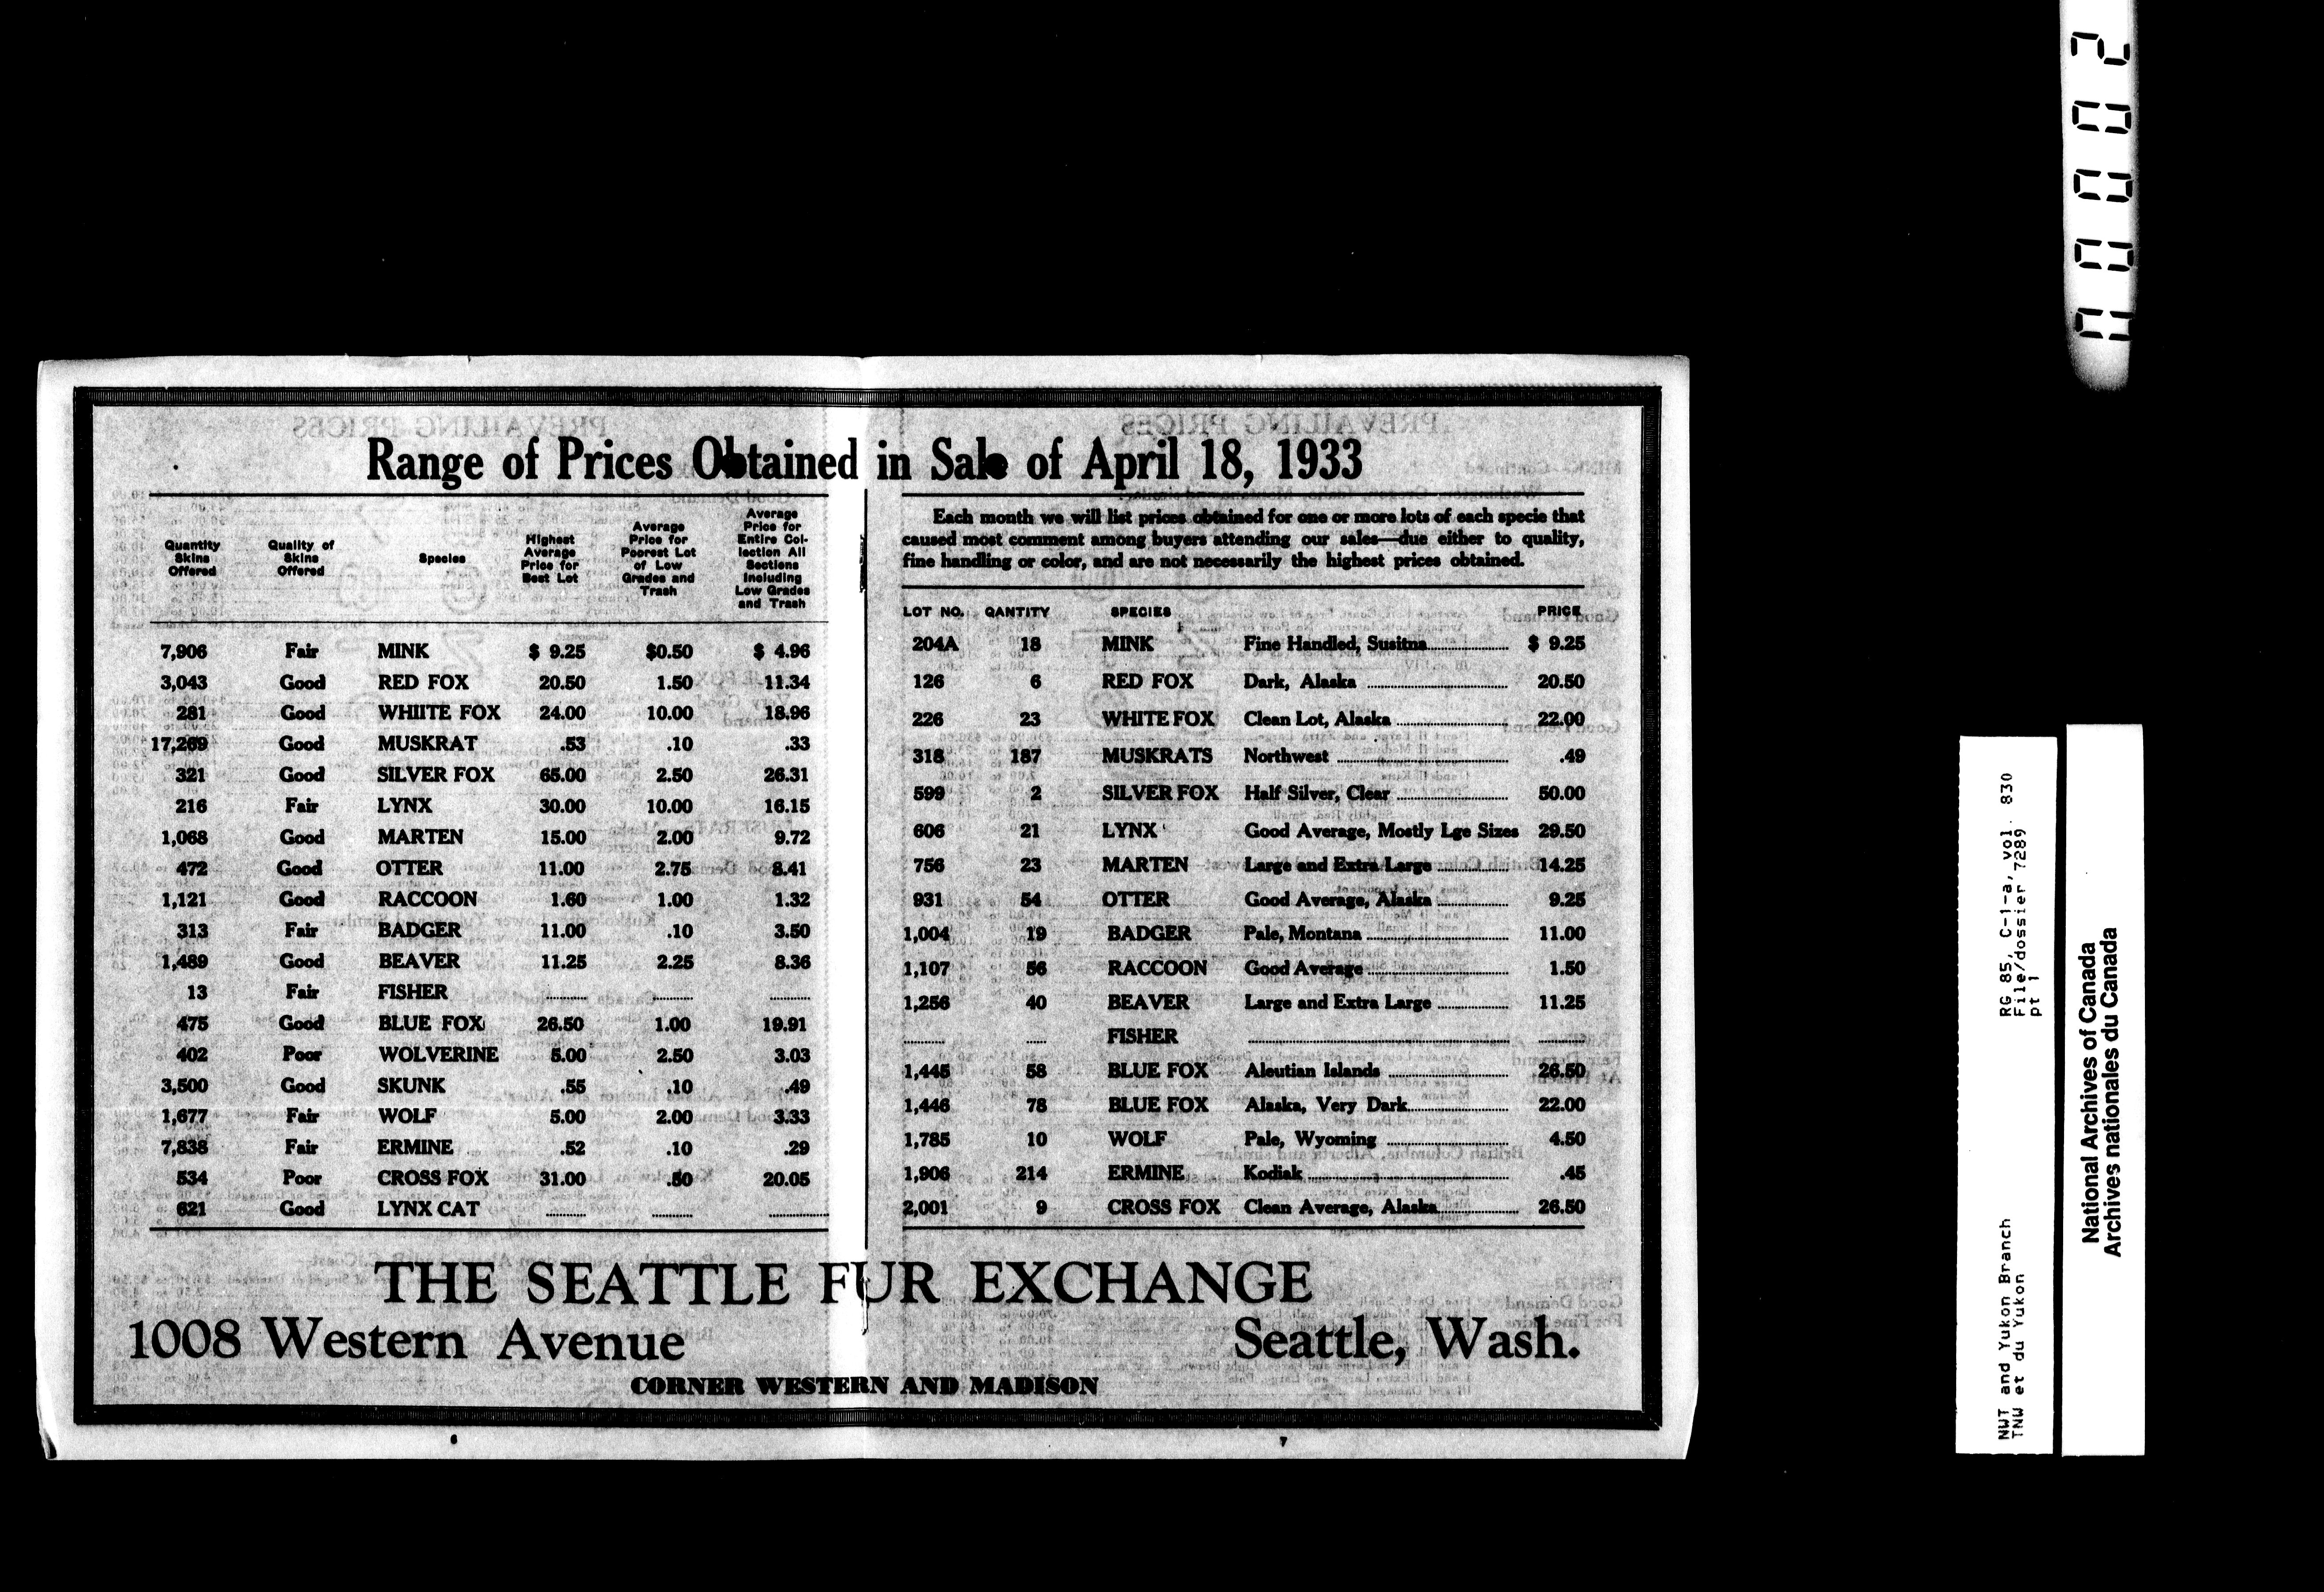 Range of Prices Obtained in Sale of April 18, 1933
Quantity Skins Offered
Quality of Skins Offered
Species
Highest Average Price for Best Lot
Average Price for Poorest Lot of Low Grades and Trash
Average Price for Entire Col-lection All Sections Including Low Grades and Trash
7,906 Fair MINK $ 9.25 $0.50 $ 4.96
3,043 Good RED FOX 20.50 1.50 11.34
281 Good WHIITE FOX 24.00 10.00 18.96
17,269 Good MUSKRAT .53 .10 .33
321 Good SILVER FOX 65.00 2.50 26.31
216 Fair LYNX 30.00 10.00 16.15
1,068 Good MARTEN 15.00 2.00 9.72
472 Good OTTER 11.00 2.75 8.41
1,121 Good RACCOON 1.60 1.00 1.32
313 Fair BADGER 11.00 .10 3.50
1,489 Good BEAVER 11.25 2.25 8.36
13 Fair FISHER ........... ........... ...........
475 Good BLUE FOX 26.50 1.00 19.91
402 Poor WOLVERINE 5.00 2.50 3.03
3,500 Good SKUNK .55 .10 .49
1,677 Fair WOLF 5.00 2.00 3.33
7,838 Fair ERMINE .52 .10 .29
534 Poor CROSS FOX 31.00 .50 20.05
621 Good LYNX CAT ........... ........... ...........
Each month we will list prices obtained for one or more lots of each specie that
caused most comment among buyers attending our sales—due either to quality,
fine handling or color, and are not necessarily the highest prices obtained.
LOT NO. QANTITY SPECIES PRICE
204A 18 MINK Fine Handled, Susitna $ 9.25
126 6 RED FOX Dark, Alaska 20.50
226 23 WHITE FOX Clean Lot, Alaska 22.00
318 187 MUSKRATS Northwest .49
599 2 SILVER FOX Half Silver, Clear 50.00
606 21 LYNX Good Average, Mostly Lge Sizes 29.50
756 23 MARTEN Large and Extra Large 14.25
931 54 OTTER Good Average, Alaska 9.25
1,004 19 BADGER Pale, Montana 11.00
1,107 56 RACCOON Good Average 1.50
1,256 40 BEAVER Large and Extra Large 11.25
......... ..... FISHER ...........
1,445 58 BLUE FOX Aleutian Islands 26.50
1,446 78 BLUE FOX Alaska, Very Dark 22.00
1,785 10 WOLF Pale, Wyoming 4.50
1,906 214 ERMINE Kodiak .45
2,001 9 CROSS FOX Clean Average, Alaska 26.50
THE SEATTLE FUR EXCHANGE
1008 Western Avenue Seattle, Wash.
CORNER WESTERN AND MADISON
6
7
NWT and Yukon Branch RG 85, C-1-a, vol. 830
TNW et du Yukon File/dossier 7289
pt 1
National Archives of Canada
Archives nationales du Canada
00002